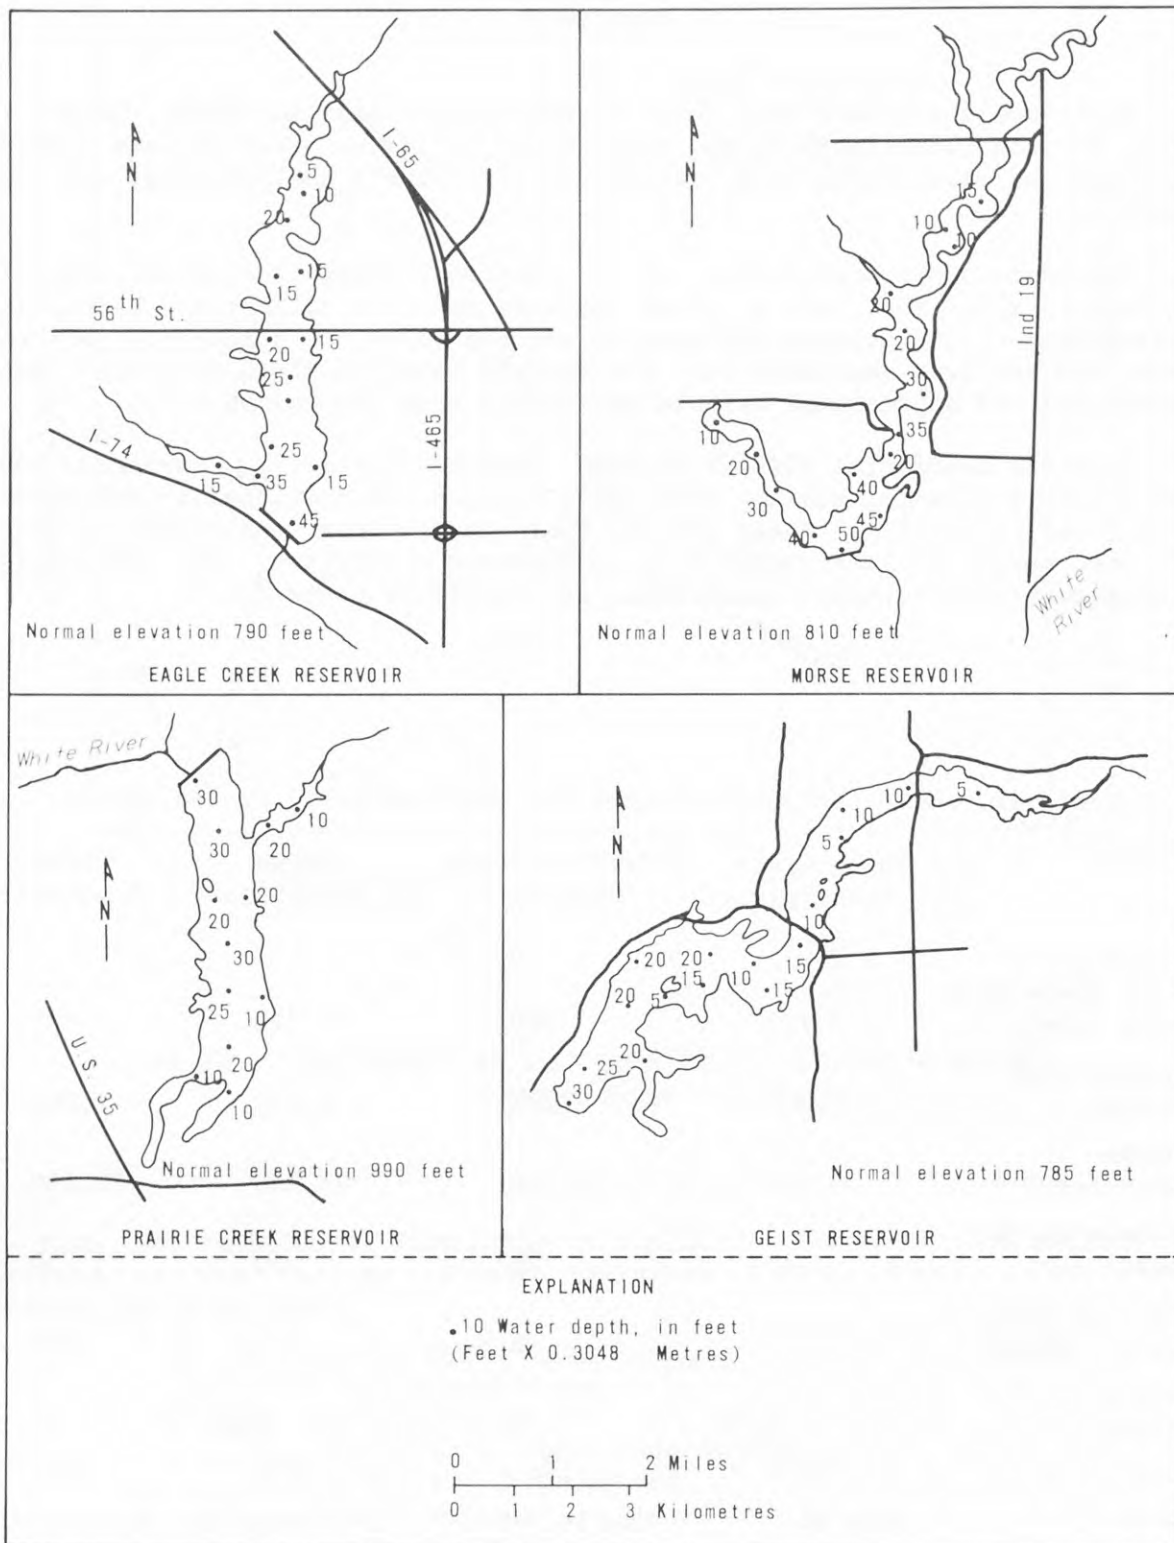 I-65
A
N
5
10
20
15
15
56th St.
20
15
25
25
I-74
15
35
15
45
I-465
Normal elevation 790 feet
EAGLE CREEK RESERVOIR
A
N
15
10
10
20
20
30
35
Ind 19
10
20
30
20
40
45
40
50
White
River
Normal elevation 810 feet
MORSE RESERVOIR
White River
30
10
30
20
A
N
20
20
30
25
10
20
10
10
U.S. 35
Normal elevation 990 feet
PRAIRIE CREEK RESERVOIR
A
N
5
10
10
5
10
20
20
10
15
15
15
20
5
20
25
30
Normal elevation 785 feet
GEIST RESERVOIR
EXPLANATION
.10 Water depth, in feet
(Feet X 0.3048 Metres)
0 1 2 Miles
0 1 2 3 Kilometres